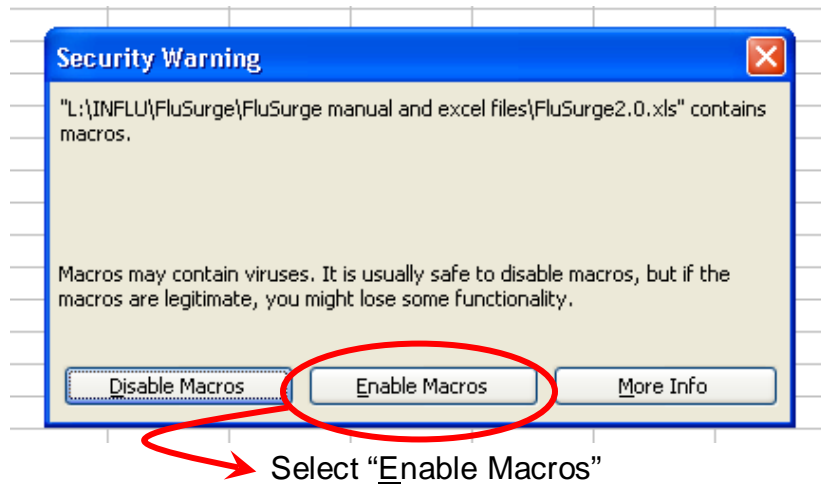 Security Warning
"L:\INFLU\FluSurge\FluSurge manual and excel files\FluSurge2.0.xls" contains
macros.
Macros may contain viruses. It is usually safe to disable macros, but if the
macros are legitimate, you might lose some functionality.
Disable Macros Enable Macros More Info
Select “Enable Macros”